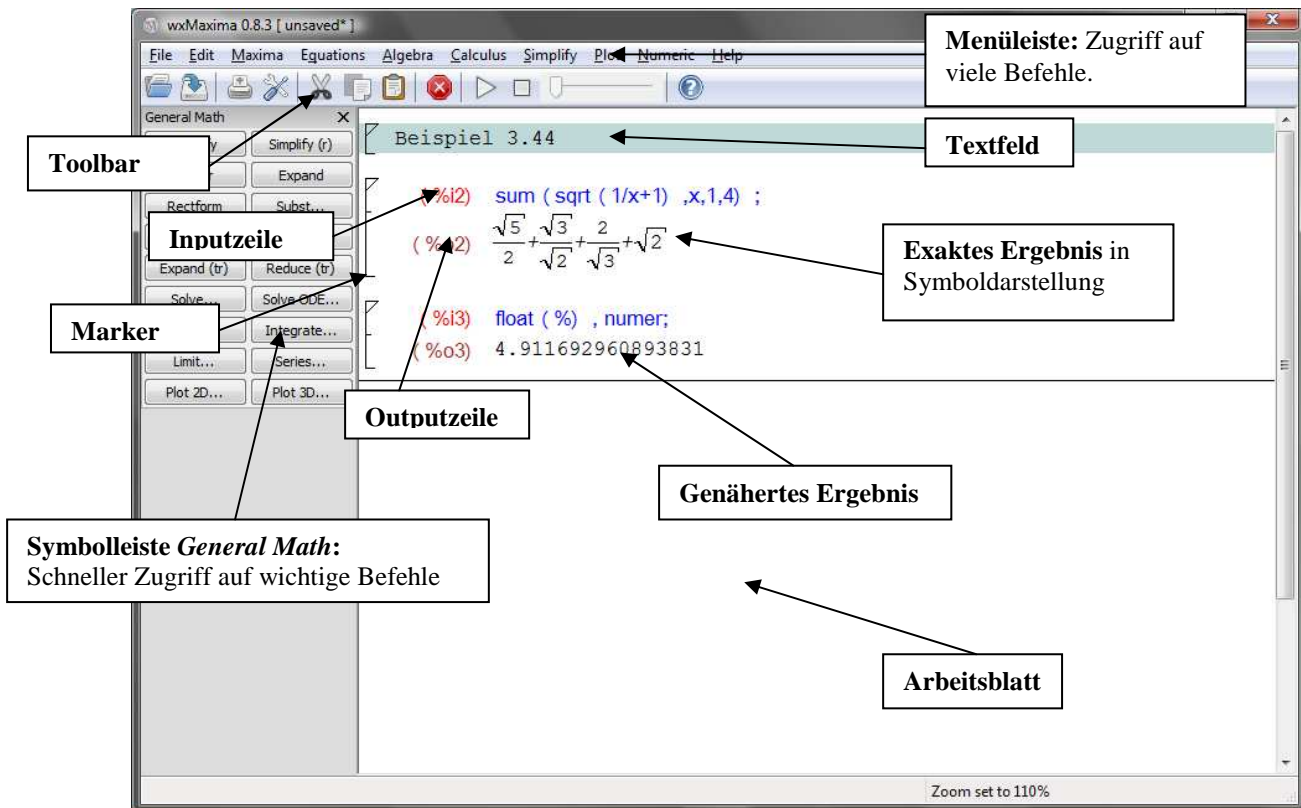 wxMaxima 0.8.3 [ unsaved* ]
File Edit Maxima Equations Algebra Calculus Simplify Plot Numeric Help
Menüleiste: Zugriff auf
viele Befehle.
General Math
Simplify (r)
Expand
Rectform
Subst...
Expand (tr)
Reduce (tr)
Solve...
Solve ODE...
Integrate...
Limit...
Series...
Plot 2D...
Plot 3D...
Toolbar
Beispiel 3.44
Textfeld
(%i2) sum ( sqrt ( 1/x+1) ,x,1,4) ;
Inputzeile
(%o2) √5/2+√3/√2+2/√3+√2
Exaktes Ergebnis in
Symboldarstellung
Marker
(%i3) float ( %) , numer;
(%o3) 4.911692960893831
Outputzeile
Genähertes Ergebnis
Symbolleiste General Math:
Schneller Zugriff auf wichtige Befehle
Arbeitsblatt
Zoom set to 110%